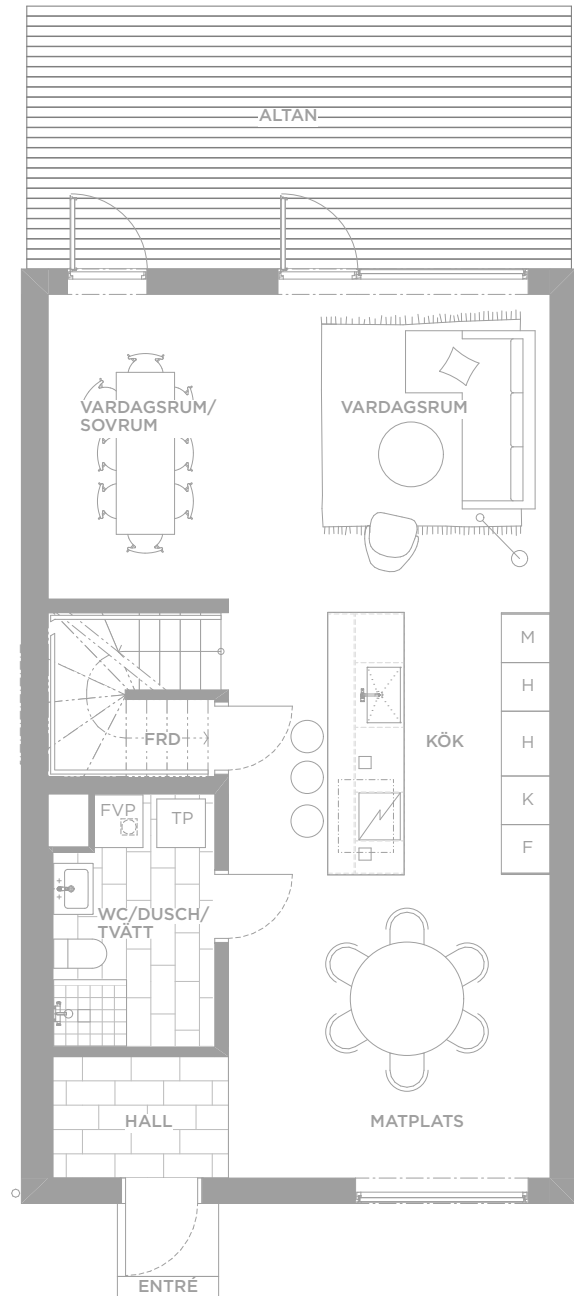 ALTAN
VARDAGSRUM/
SOVRUM
VARDAGSRUM
M
H
FRD
KÖK
H
K
FVP
TP
F
WC/DUSCH/
TVÄTT
HALL
MATPLATS
ENTRÉ